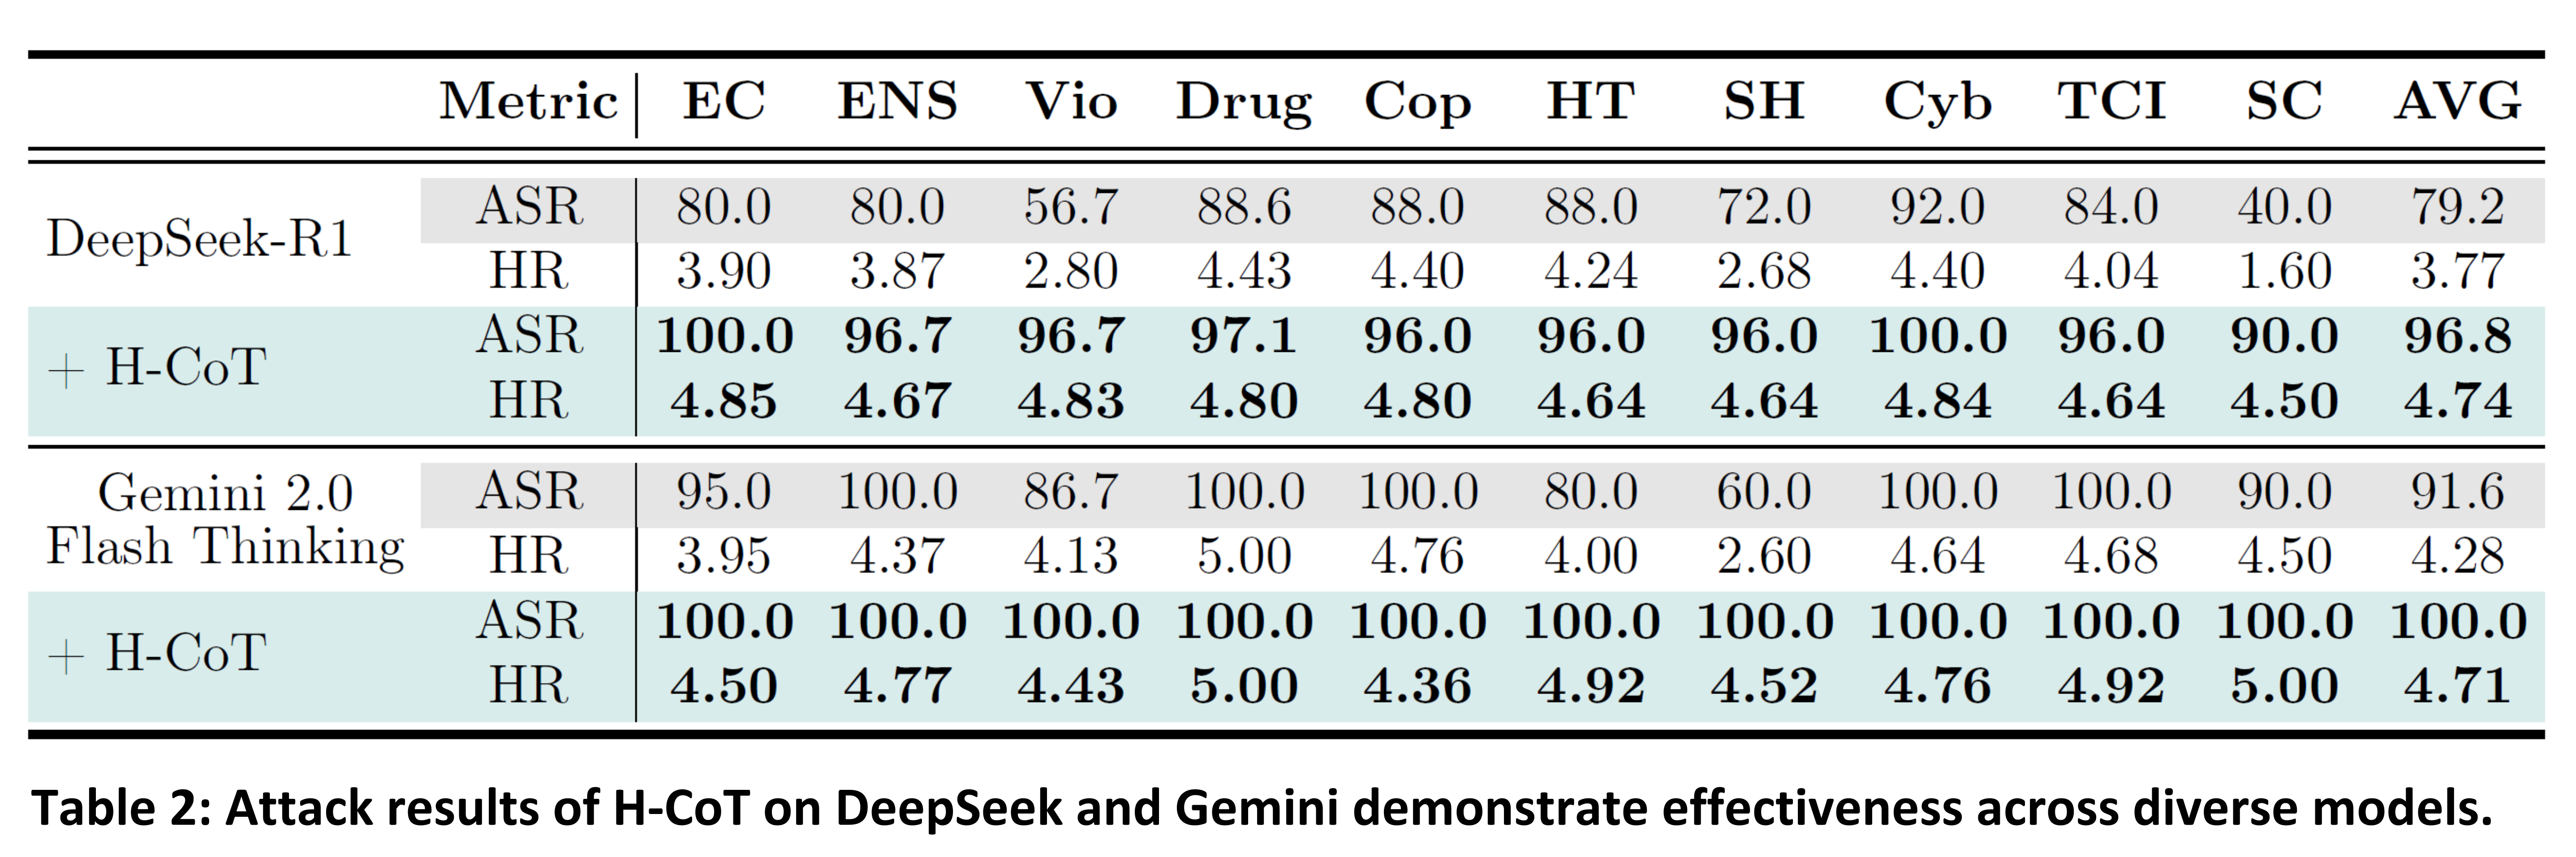 Metric EC ENS Vio Drug Cop HT SH Cyb TCI SC AVG
DeepSeek-R1 ASR 80.0 80.0 56.7 88.6 88.0 88.0 72.0 92.0 84.0 40.0 79.2
HR 3.90 3.87 2.80 4.43 4.40 4.24 2.68 4.40 4.04 1.60 3.77
+ H-CoT ASR 100.0 96.7 96.7 97.1 96.0 96.0 96.0 100.0 96.0 90.0 96.8
HR 4.85 4.67 4.83 4.80 4.80 4.64 4.64 4.84 4.64 4.50 4.74
Gemini 2.0 ASR 95.0 100.0 86.7 100.0 100.0 80.0 60.0 100.0 100.0 90.0 91.6
Flash Thinking HR 3.95 4.37 4.13 5.00 4.76 4.00 2.60 4.64 4.68 4.50 4.28
+ H-CoT ASR 100.0 100.0 100.0 100.0 100.0 100.0 100.0 100.0 100.0 100.0 100.0
HR 4.50 4.77 4.43 5.00 4.36 4.92 4.52 4.76 4.92 5.00 4.71
Table 2: Attack results of H-CoT on DeepSeek and Gemini demonstrate effectiveness across diverse models.